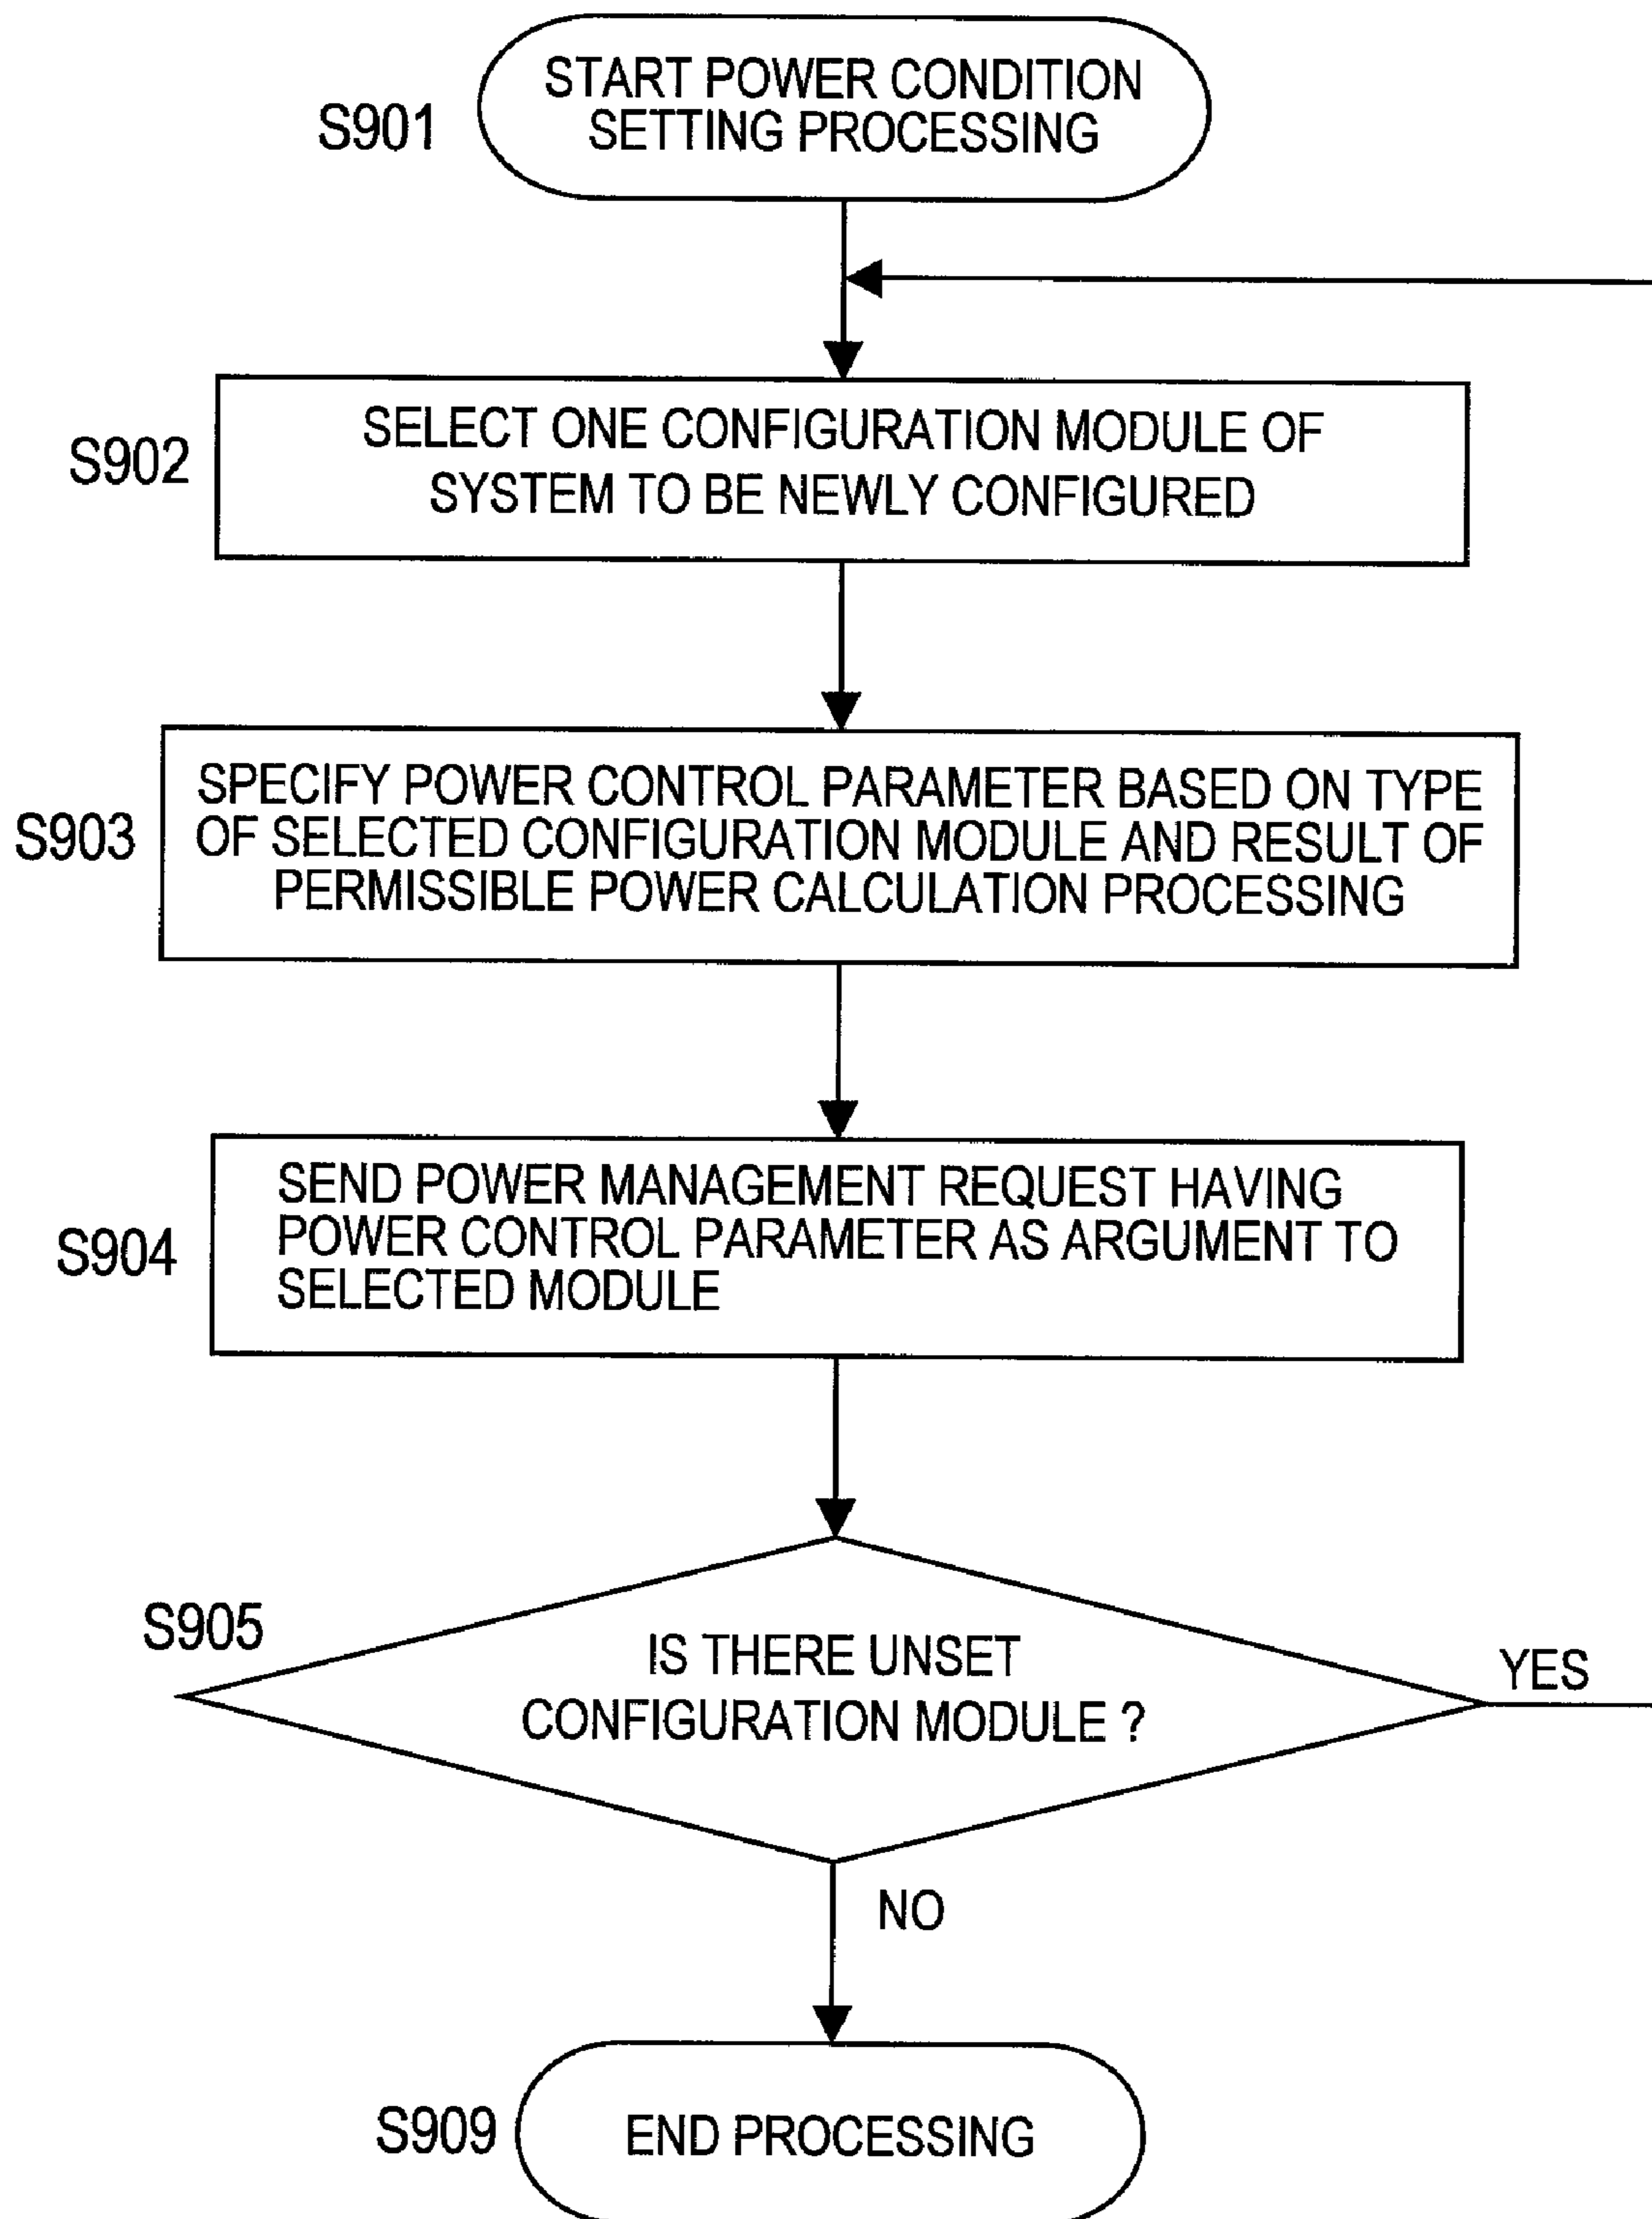 START POWER CONDITION
SETTING PROCESSING
S901
SELECT ONE CONFIGURATION MODULE OF
SYSTEM TO BE NEWLY CONFIGURED
S902
SPECIFY POWER CONTROL PARAMETER BASED ON TYPE
OF SELECTED CONFIGURATION MODULE AND RESULT OF
PERMISSIBLE POWER CALCULATION PROCESSING
S903
SEND POWER MANAGEMENT REQUEST HAVING
POWER CONTROL PARAMETER AS ARGUMENT TO
SELECTED MODULE
S904
S905
IS THERE UNSET
CONFIGURATION MODULE ?
YES
NO
S909
END PROCESSING